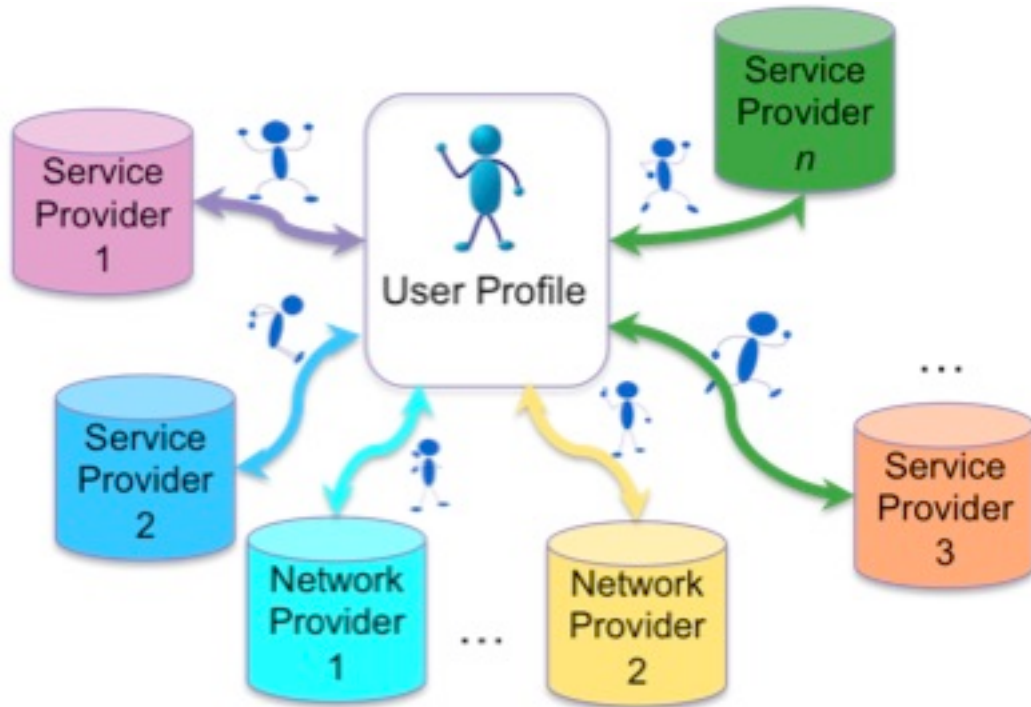 Service
Provider
n
Service
Provider
1
User Profile
...
Service
Provider
2
Service
Provider
3
Network
Provider
1
...
Network
Provider
2